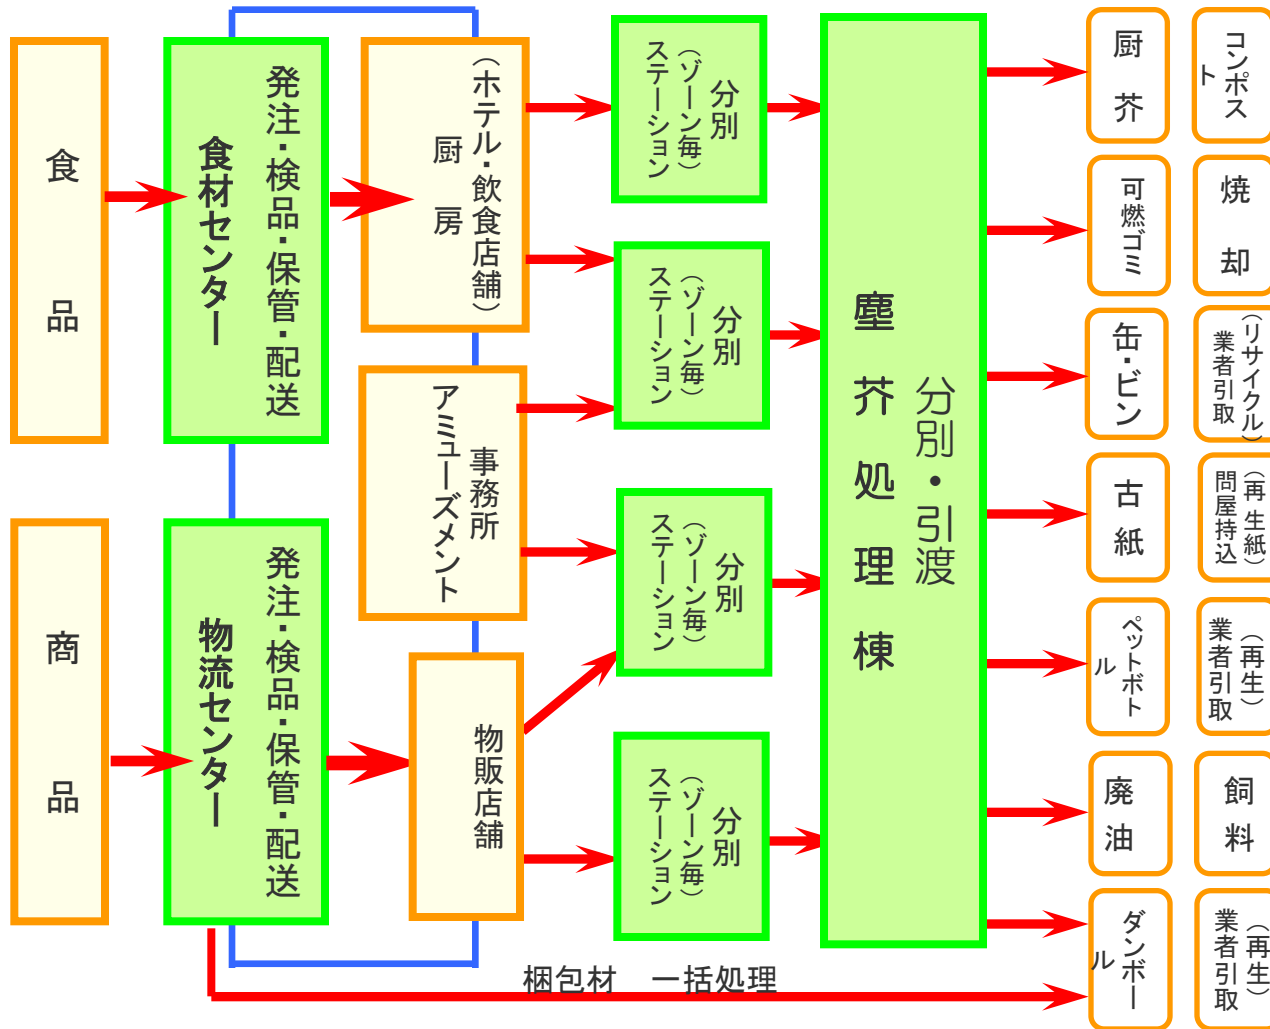 食品
食材センター
発注・検品・保管・配送
厨房
(ホテル・飲食店舗)
商品
物流センター
発注・検品・保管・配送
アミューズメント
事務所
物販店舗
分別
(ゾーン毎)
ステーション
分別
(ゾーン毎)
ステーション
分別
(ゾーン毎)
ステーション
分別
(ゾーン毎)
ステーション
塵芥処理棟
分別・引渡
厨芥
コンポス
ト
可燃ゴミ
焼却
缶・ビン
(リサイクル)
業者引取
古紙
(再生紙)
問屋持込
ペットボト
ル
(再生)
業者引取
廃油
飼料
ダンボー
ル
(再生)
業者引取
梱包材 一括処理